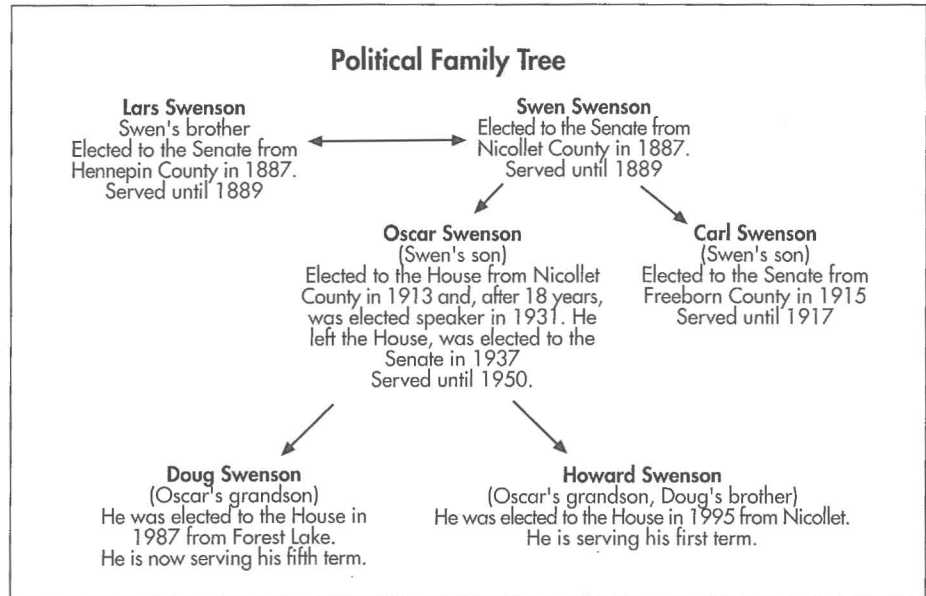 Political Family Tree
Lars Swenson
Swen's brother
Elected to the Senate from
Hennepin County in 1887.
Served until 1889
Swen Swenson
Elected to the Senate from
Nicollet County in 1887.
Served until 1889
Oscar Swenson
(Swen's son)
Elected to the House from Nicollet
County in 1913 and, after 18 years,
was elected speaker in 1931. He
left the House, was elected to the
Senate in 1937
Served until 1950.
Carl Swenson
(Swen's son)
Elected to the Senate from
Freeborn County in 1915
Served until 1917
Doug Swenson
(Oscar's grandson)
He was elected to the House in
1987 from Forest Lake.
He is now serving his fifth term.
Howard Swenson
(Oscar's grandson, Doug's brother)
He was elected to the House in 1995 from Nicollet.
He is serving his first term.